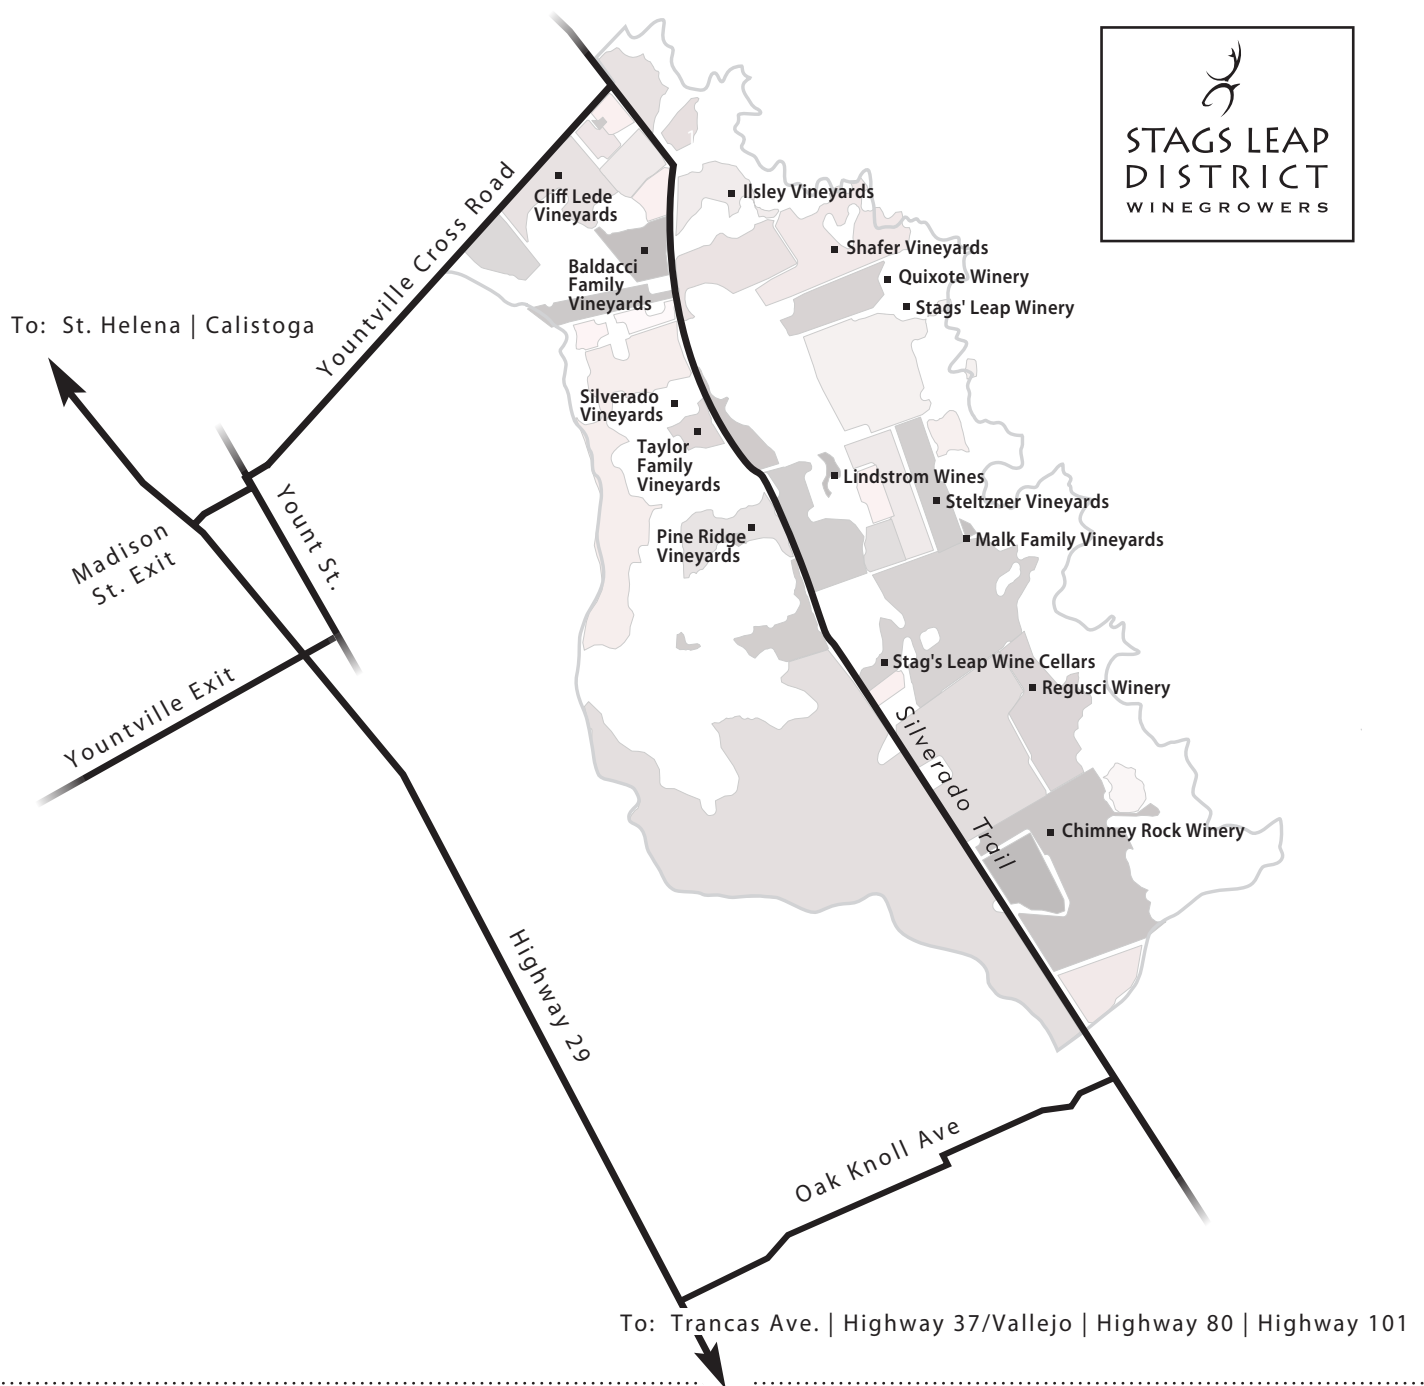 STAGS LEAP
DISTRICT
WINEGROWERS
Yountville Cross Road
Cliff Lede
Vineyards
Ilsley Vineyards
Baldacci
Family
Vineyards
Shafer Vineyards
Quixote Winery
Stags' Leap Winery
To: St. Helena | Calistoga
Silverado
Vineyards
Taylor
Family
Vineyards
Lindstrom Wines
Steltzner Vineyards
Pine Ridge
Vineyards
Malk Family Vineyards
Madison
St. Exit
Yount St.
Yountville Exit
Stag's Leap Wine Cellars
Regusci Winery
Silverado Trail
Chimney Rock Winery
Highway 29
Oak Knoll Ave
To: Trancas Ave. | Highway 37/Vallejo | Highway 80 | Highway 101